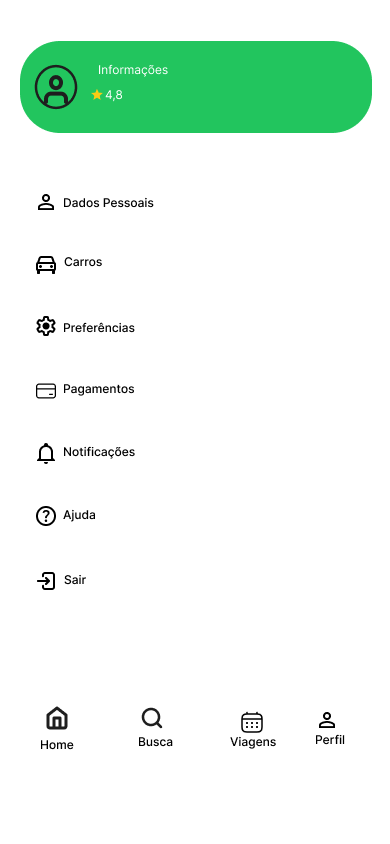 Informações
4,8
Dados Pessoais
Carros
Preferências
Pagamentos
Notificações
Ajuda
Sair
Home
Busca
Viagens
Perfil